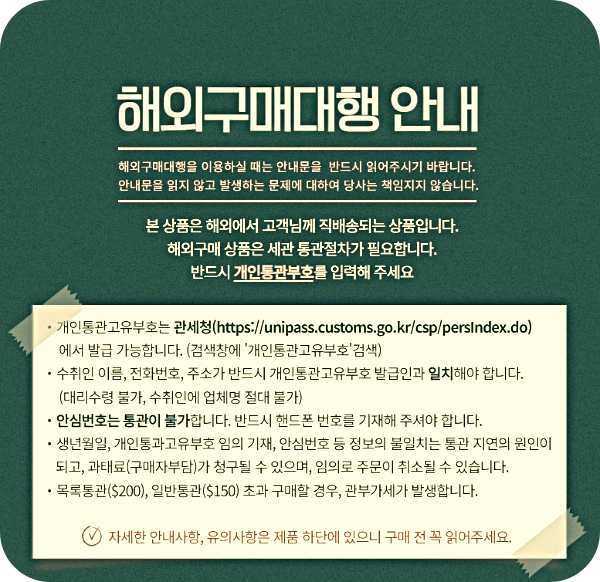 해외구매대행 안내
해외구매대행을 이용하실 때는 안내문을 반드시 읽어주시기 바랍니다.
안내문을 읽지 않고 발생하는 문제에 대하여 당사는 책임지지 않습니다.
본 상품은 해외에서 고객님께 직배송되는 상품입니다.
해외구매 상품은 세관 통관절차가 필요합니다.
반드시 개인통관부호를 입력해 주세요
• 개인통관고유부호는 관세청(https://unipass.customs.go.kr/csp/persIndex.do)
에서 발급 가능합니다. (검색창에 '개인통관고유부호'검색)
• 수취인 이름, 전화번호, 주소가 반드시 개인통관고유부호 발급인과 일치해야 합니다.
(대리수령 불가, 수취인에 업체명 절대 불가)
• 안심번호는 통관이 불가합니다. 반드시 핸드폰 번호를 기재해 주셔야 합니다.
• 생년월일, 개인통과고유부호 임의 기재, 안심번호 등 정보의 불일치는 통관 지연의 원인이
되고, 과태료(구매자부담)가 청구될 수 있으며, 임의로 주문이 취소될 수 있습니다.
• 목록통관($200), 일반통관($150) 초과 구매할 경우, 관부가세가 발생합니다.
자세한 안내사항, 유의사항은 제품 하단에 있으니 구매 전 꼭 읽어주세요.